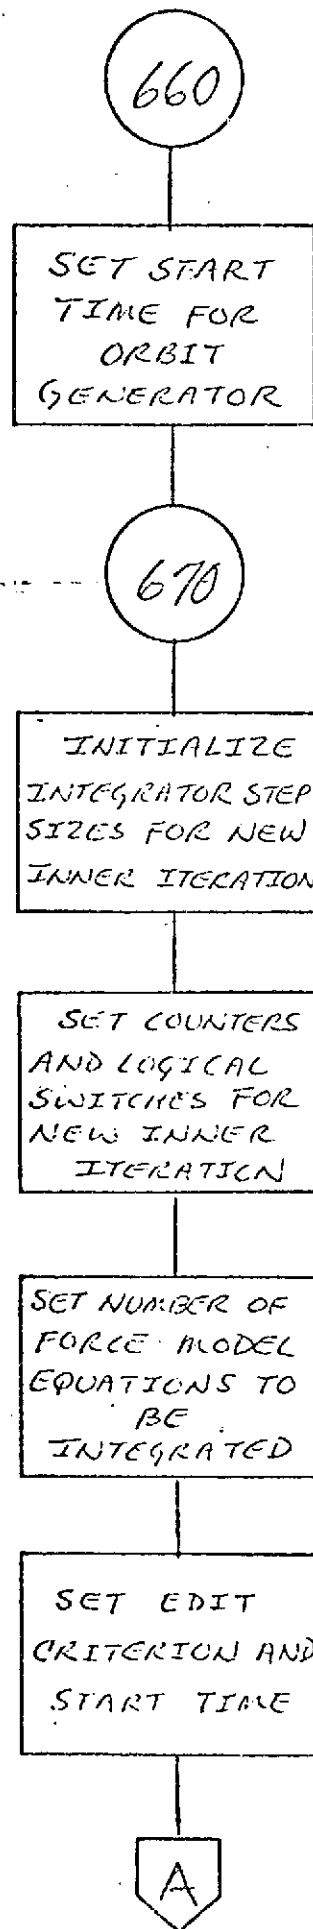 660
SET START
TIME FOR
ORBIT
GENERATOR
670
INITIALIZE
INTEGRATOR STEP
SIZES FOR NEW
INNER ITERATION
SET COUNTERS
AND LOGICAL
SWITCHES FOR
NEW INNER
ITERATION
SET NUMBER OF
FORCE MODEL
EQUATIONS TO
BE
INTEGRATED
SET EDIT
CRITERION AND
START TIME
A